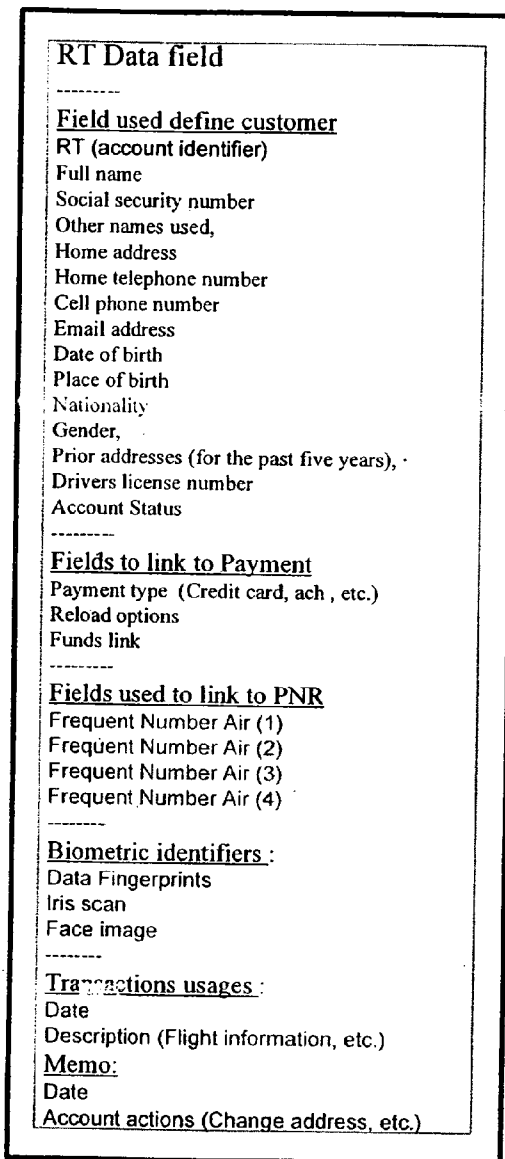 RT Data field
---------
Field used define customer
RT (account identifier)
Full name
Social security number
Other names used,
Home address
Home telephone number
Cell phone number
Email address
Date of birth
Place of birth
Nationality
Gender,
Prior addresses (for the past five years),
Drivers license number
Account Status
---------
Fields to link to Payment
Payment type (Credit card, ach , etc.)
Reload options
Funds link
---------
Fields used to link to PNR
Frequent Number Air (1)
Frequent Number Air (2)
Frequent Number Air (3)
Frequent Number Air (4)
--------
Biometric identifiers :
Data Fingerprints
Iris scan
Face image
--------
Transactions usages :
Date
Description (Flight information, etc.)
Memo:
Date
Account actions (Change address, etc.)